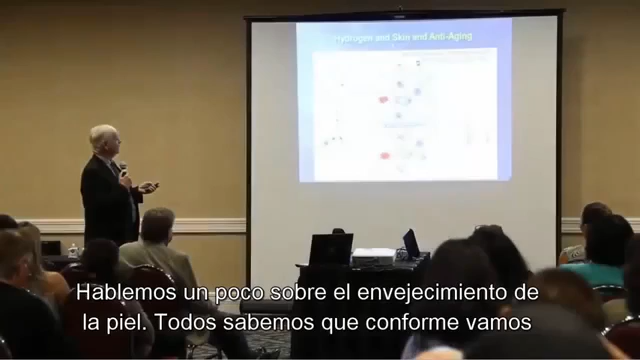 Hydrogen and Skin and Anti-Aging
Hablemos un poco sobre el envejecimiento de
la piel. Todos sabemos que conforme vamos